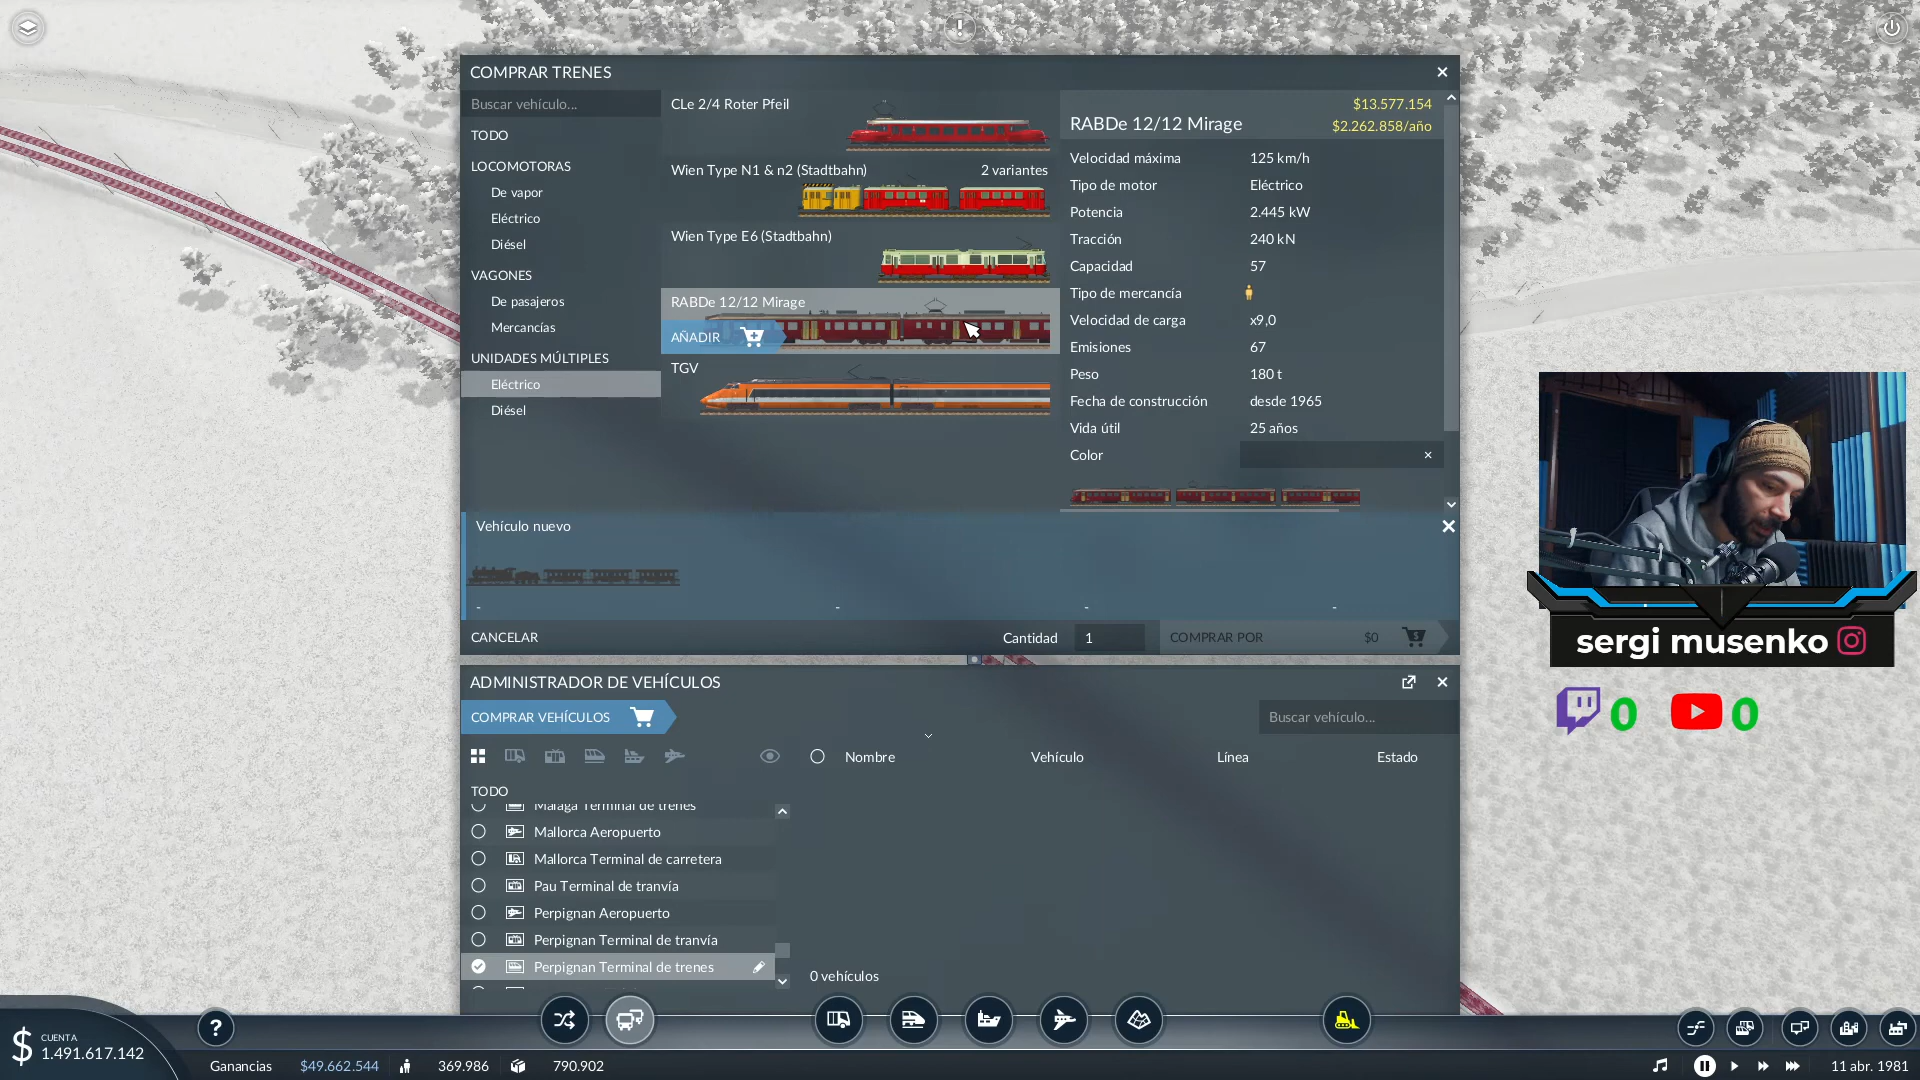 COMPRAR TRENES
Buscar vehículo...
TODO
LOCOMOTORAS
De vapor
Eléctrico
Diésel
VAGONES
De pasajeros
Mercancías
UNIDADES MÚLTIPLES
Eléctrico
Diésel
CLe 2/4 Roter Pfeil
Wien Type N1 & n2 (Stadtbahn) 2 variantes
Wien Type E6 (Stadtbahn)
RABDe 12/12 Mirage
AÑADIR
TGV
$13.577.154
RABDe 12/12 Mirage $2.262.858/año
Velocidad máxima 125 km/h
Tipo de motor Eléctrico
Potencia 2.445 kW
Tracción 240 kN
Capacidad 57
Tipo de mercancía
Velocidad de carga x9,0
Emisiones 67
Peso 180 t
Fecha de construcción desde 1965
Vida útil 25 años
Color
Vehículo nuevo
- - - -
CANCELAR Cantidad 1 COMPRAR POR $0
ADMINISTRADOR DE VEHÍCULOS
COMPRAR VEHÍCULOS Buscar vehículo...
Nombre Vehículo Línea Estado
TODO
Málaga Terminal de trenes
Mallorca Aeropuerto
Mallorca Terminal de carretera
Pau Terminal de tranvía
Perpignan Aeropuerto
Perpignan Terminal de tranvía
Perpignan Terminal de trenes
0 vehículos
sergi musenko
0 0
?
$ CUENTA
1.491.617.142
Ganancias $49.662.544 369.986 790.902 11 abr. 1981